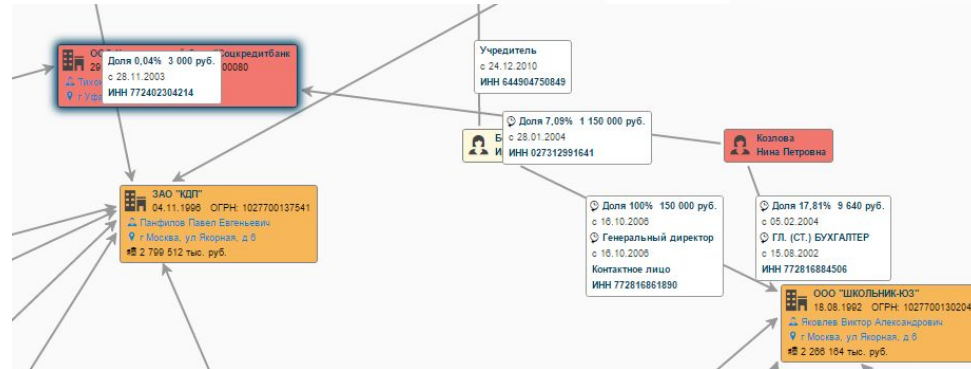 Доля 0,04% 3 000 руб.
с 28.11.2003
ИНН 772402304214
г Уфа
Учредитель
с 24.12.2010
ИНН 644904750849
Доля 7,09% 1 150 000 руб.
с 28.01.2004
ИНН 027312991641
Козлова
Нина Петровна
ЗАО "КДП"
04.11.1996 ОГРН: 1027700137541
Панфилов Павел Евгеньевич
г Москва, ул Якорная, д 6
2 799 512 тыс. руб.
Доля 100% 150 000 руб.
с 16.10.2006
Генеральный директор
с 16.10.2006
Контактное лицо
ИНН 772816861890
Доля 17,81% 9 640 руб.
с 05.02.2004
ГЛ. (СТ.) БУХГАЛТЕР
с 15.08.2002
ИНН 772816884506
ООО "ШКОЛЬНИК-ЮЗ"
18.08.1992 ОГРН: 1027700130204
Яковлев Виктор Александрович
г Москва, ул Якорная, д 6
2 266 164 тыс. руб.